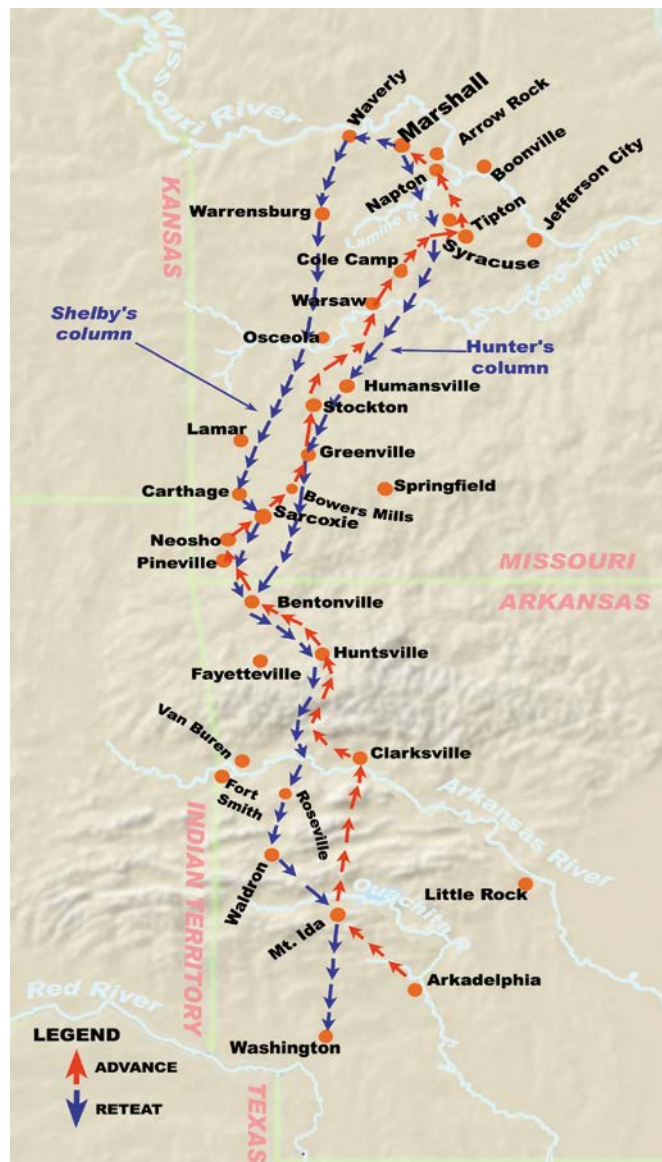 Missouri River
Waverly
Marshall
Arrow Rock
Boonville
Napton
Jefferson City
KANSAS
Warrensburg
Lamine R.
Tipton
Syracuse
Cole Camp
Osage River
Warsaw
Shelby's
column
Osceola
Hunter's
column
Humansville
Stockton
Lamar
Greenville
Carthage
Springfield
Bowers Mills
Sarcoxie
Neosho
Pineville
MISSOURI
ARKANSAS
Bentonville
Huntsville
Fayetteville
Van Buren
Clarksville
Fort
Smith
Roseville
Arkansas River
INDIAN TERRITORY
Waldron
Ouachita R.
Little Rock
Mt. Ida
Arkadelphia
Red River
Washington
LEGEND
ADVANCE
RETEAT
TEXAS